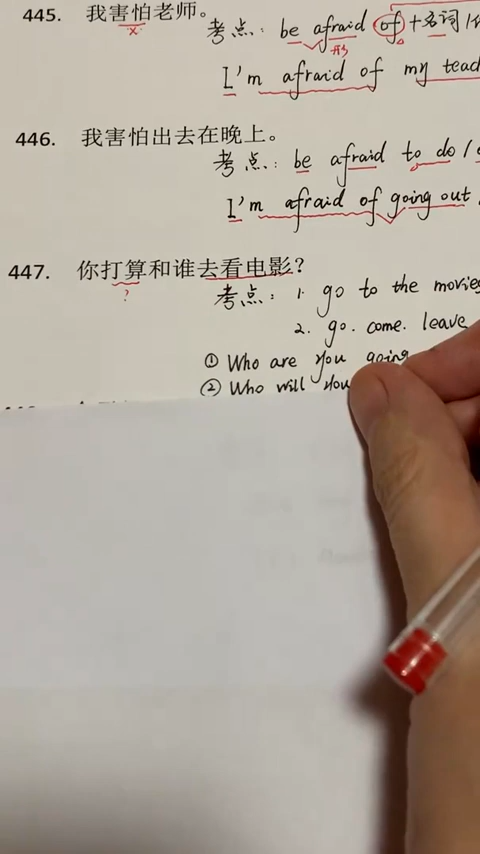 445. 我害怕老师。
考点: be afraid of +名词/
I'm afraid of my
446. 我害怕出去在晚上。
考点: be afraid to do /
I'm afraid of going out
447. 你打算和谁去看电影?
考点: 1. go to the movies
2. go. come. leave
① Who are you going
② Who will you